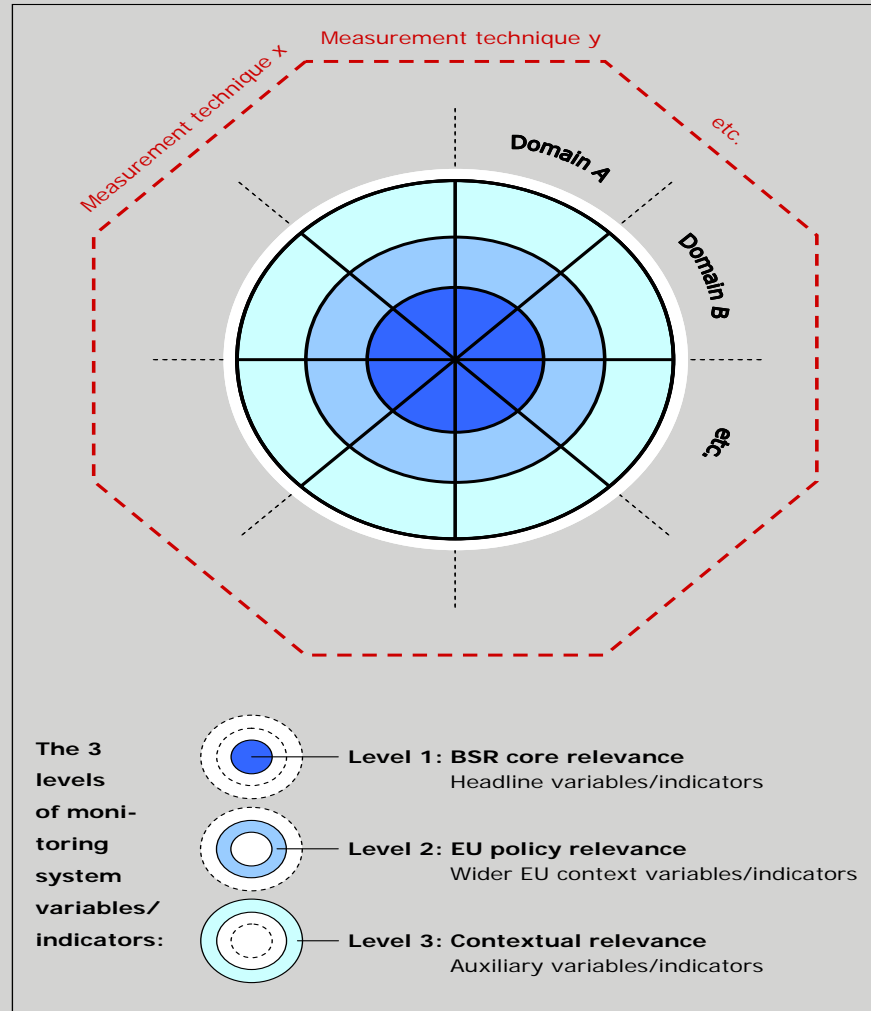 Measurement technique y
Measurement technique x
etc.
Domain A
Domain B
etc.
The 3
levels
of moni-
toring
system
variables/
indicators:
Level 1: BSR core relevance
Headline variables/indicators
Level 2: EU policy relevance
Wider EU context variables/indicators
Level 3: Contextual relevance
Auxiliary variables/indicators